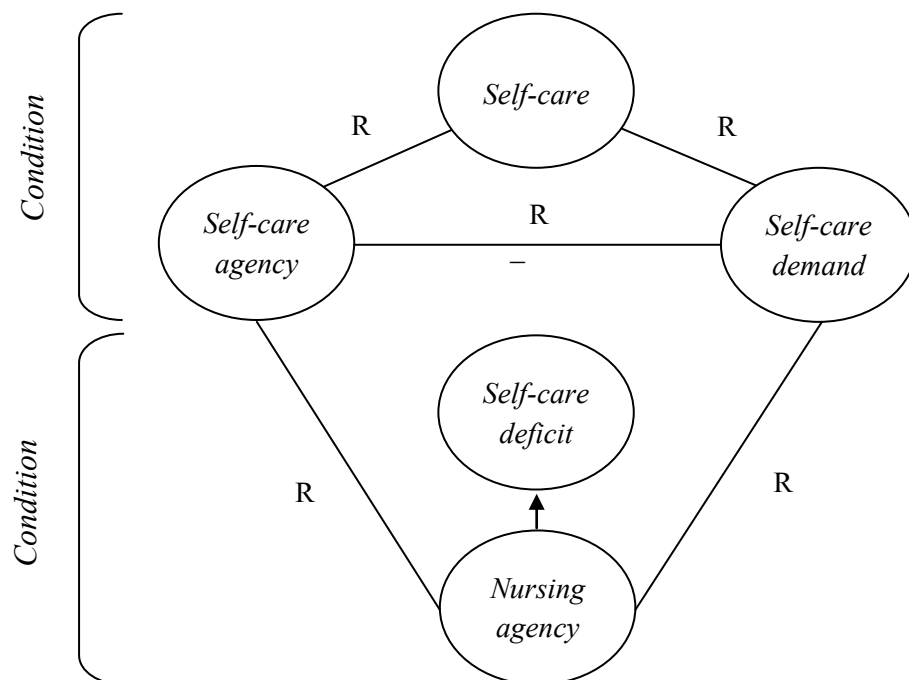 Condition
Self-care
R
R
Self-care
agency
R
–
Self-care
demand
Condition
Self-care
deficit
R
R
Nursing
agency